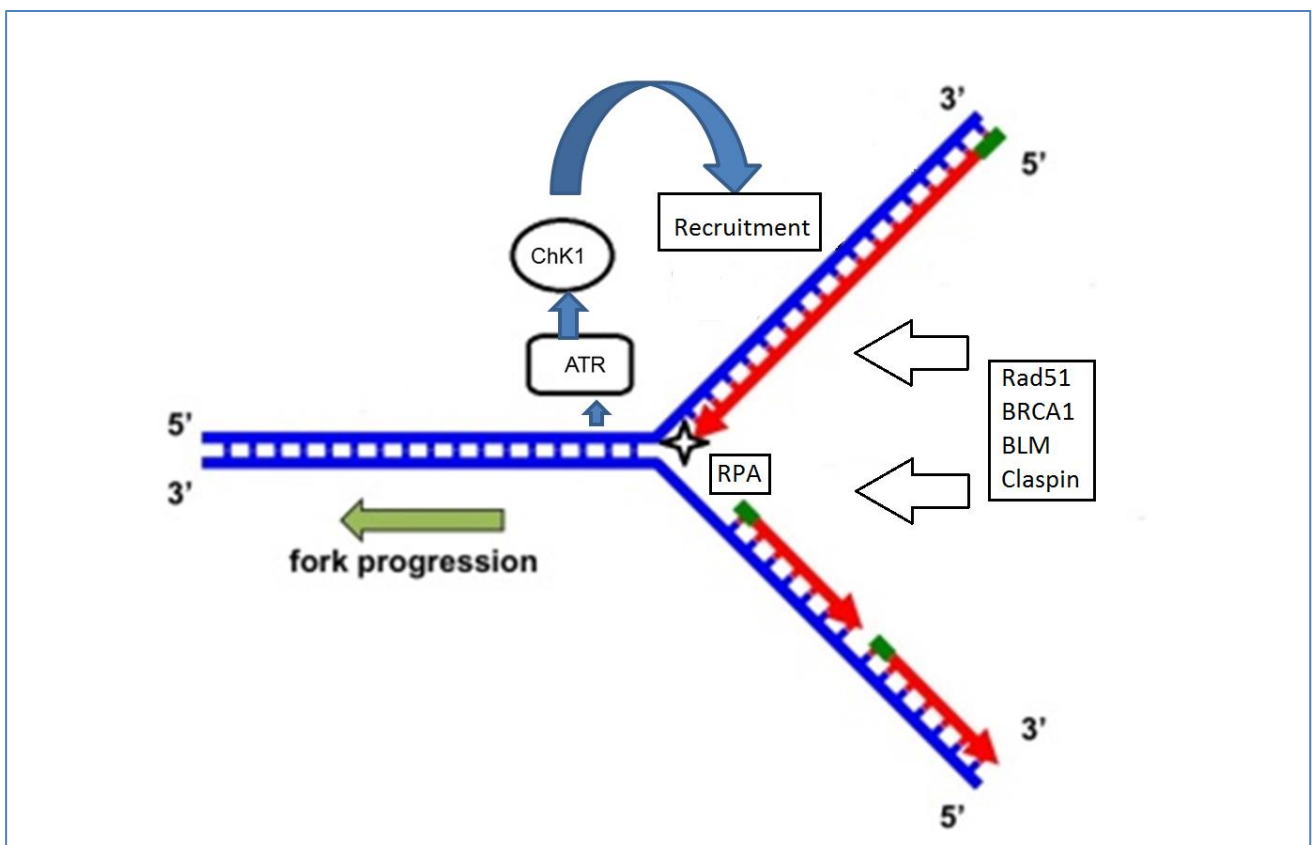 3’
5’
Recruitment
ChK1
ATR
Rad51
BRCA1
BLM
Claspin
5’
3’
RPA
fork progression
3’
5’